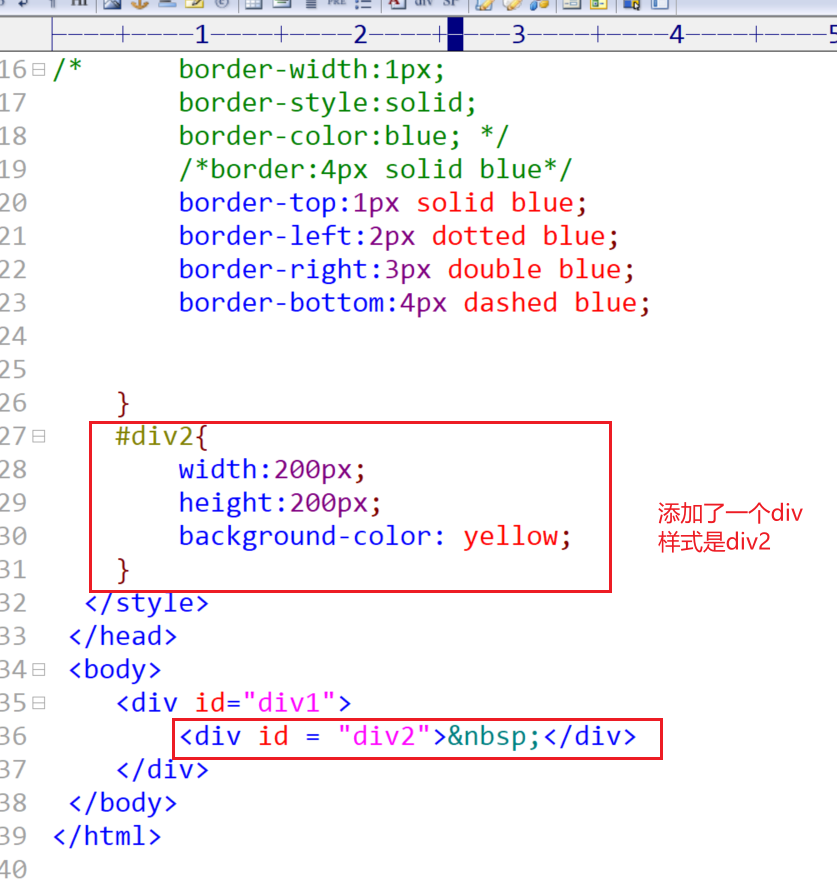 ----+----1----+----2----+----3----+----4----+----5
16 /* border-width:1px;
17 border-style:solid;
18 border-color:blue; */
19 /*border:4px solid blue*/
20 border-top:1px solid blue;
21 border-left:2px dotted blue;
22 border-right:3px double blue;
23 border-bottom:4px dashed blue;
24
25
26 }
27 #div2{
28 width:200px;
29 height:200px;
30 background-color: yellow;
31 }
添加了一个div
样式是div2
32 </style>
33 </head>
34 <body>
35 <div id="div1">
36 <div id = "div2">&nbsp;</div>
37 </div>
38 </body>
39 </html>
40